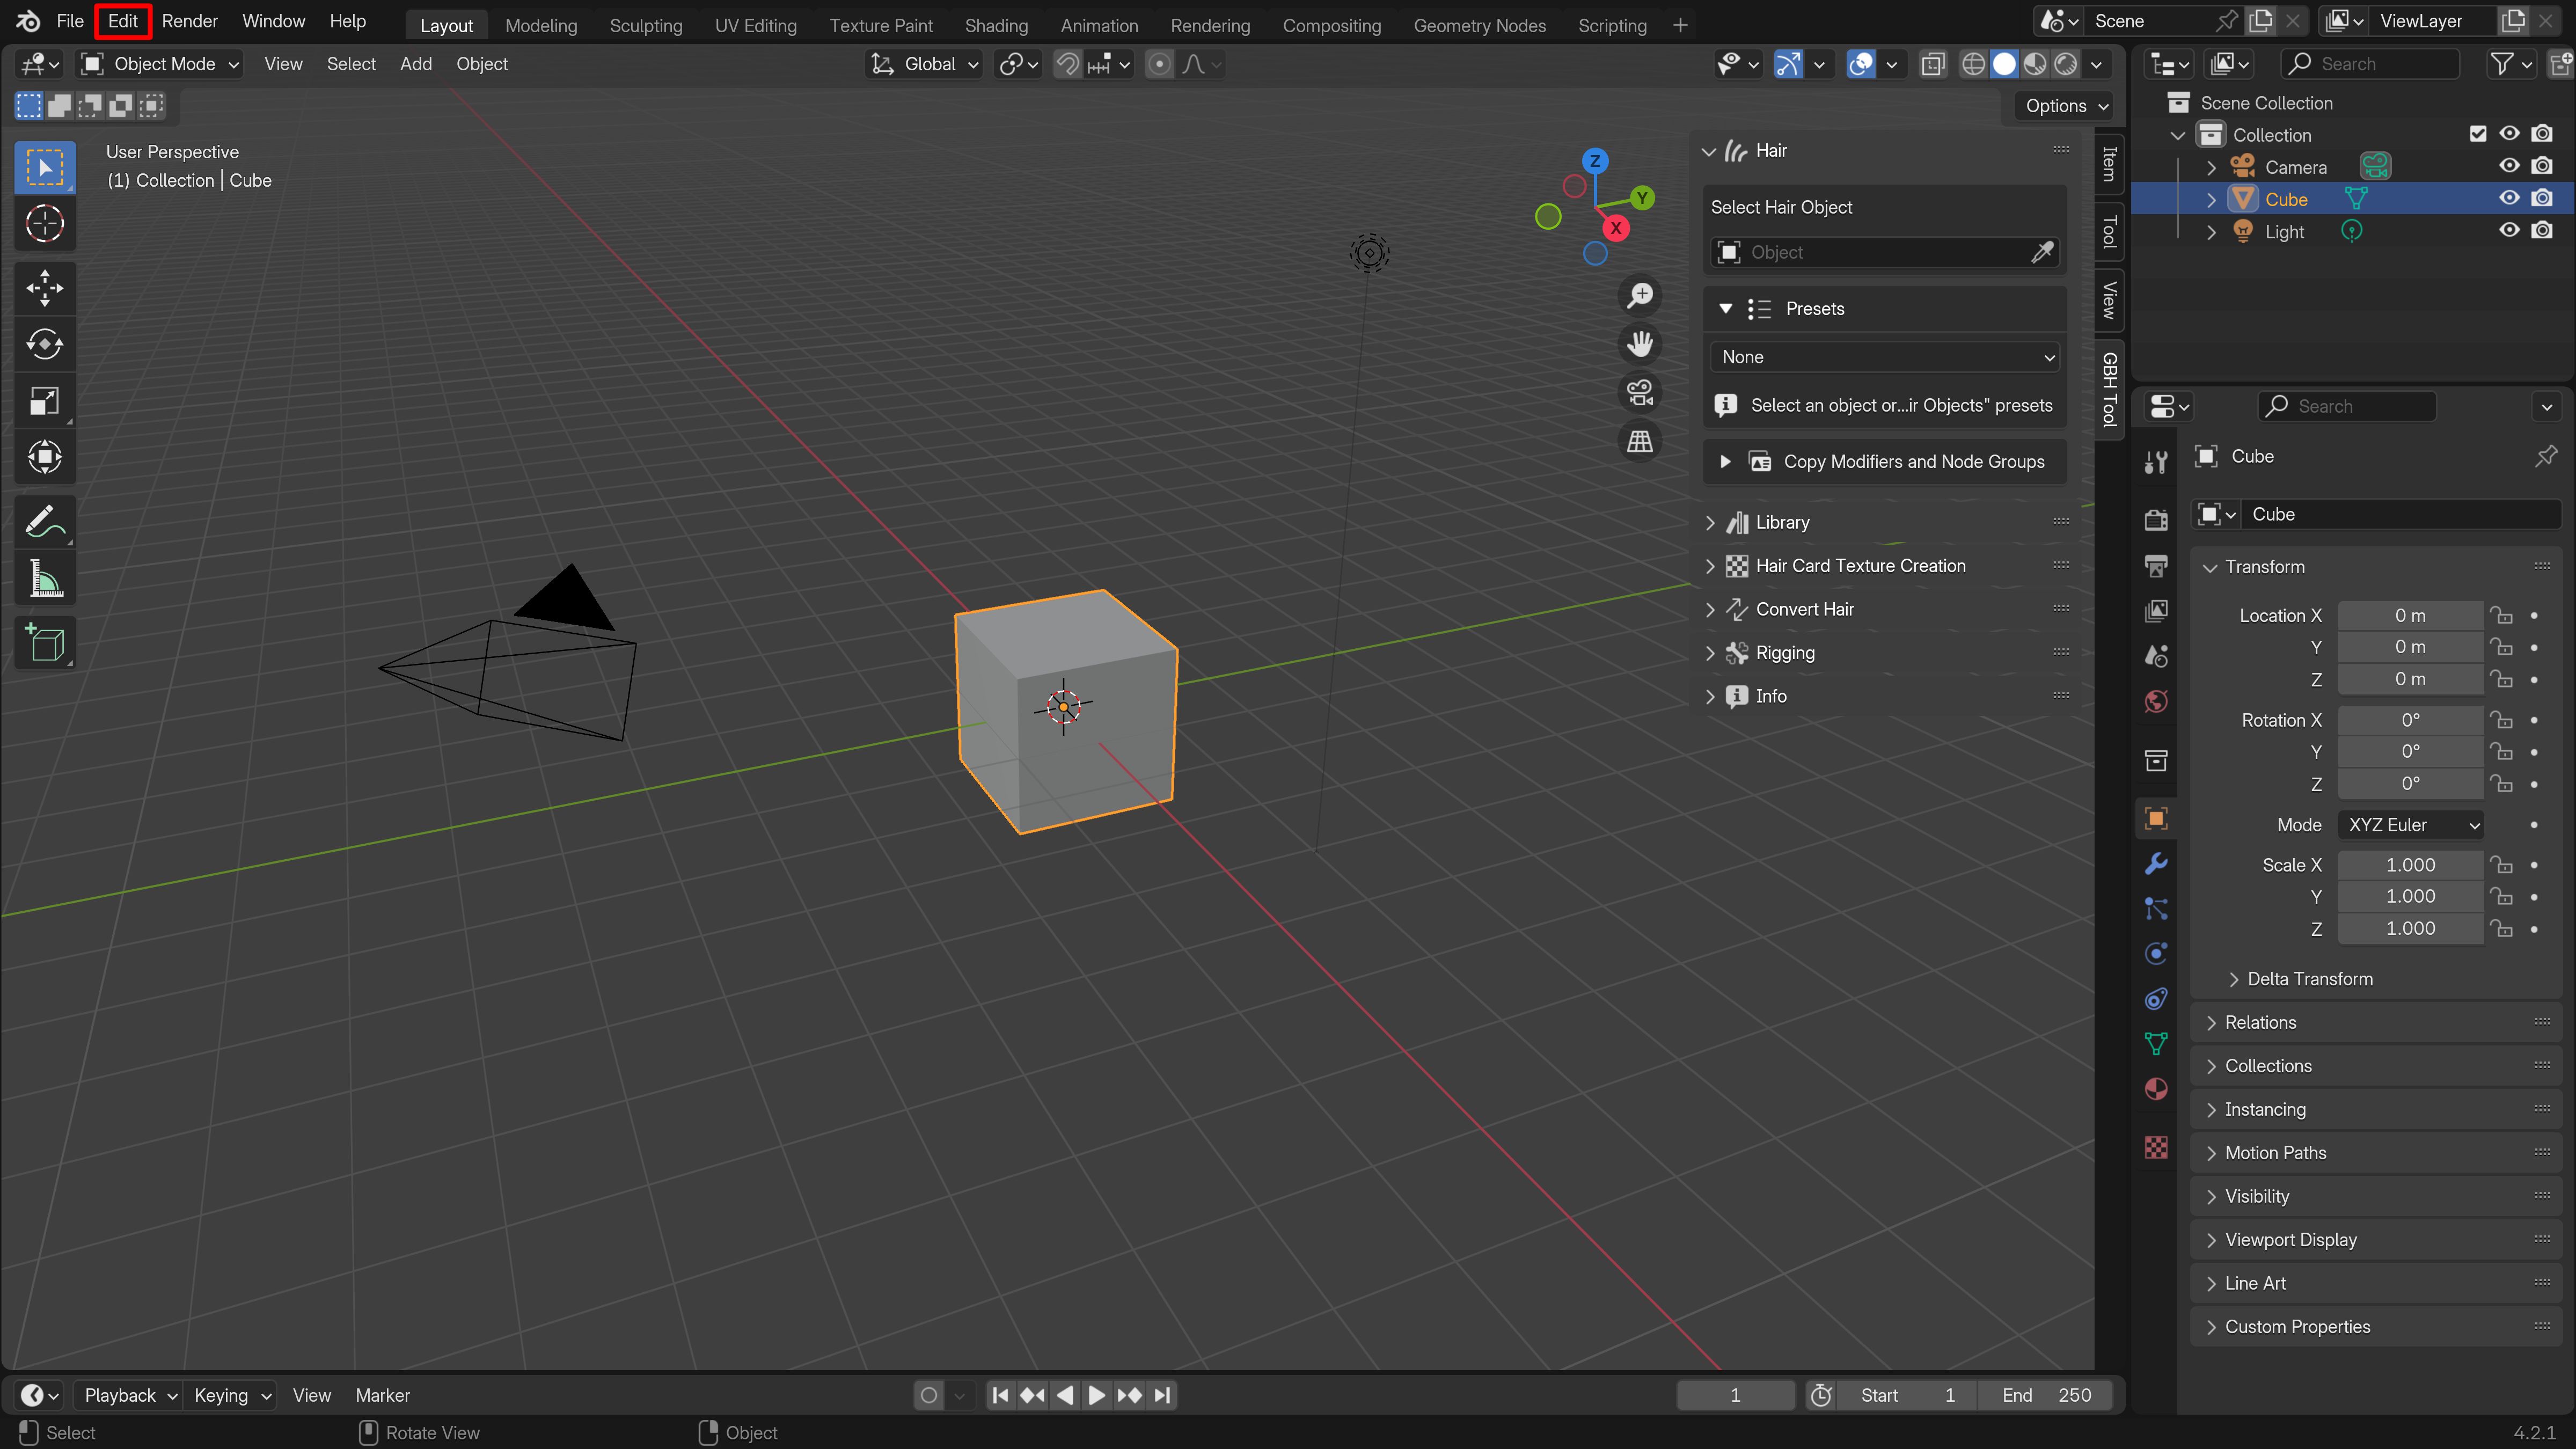 File Edit Render Window Help Layout Modeling Sculpting UV Editing Texture Paint Shading Animation Rendering Compositing Geometry Nodes Scripting + Scene ViewLayer
Object Mode View Select Add Object Global Search
Options
Scene Collection
Collection
Camera
Cube
Light
User Perspective
(1) Collection | Cube
Z
Y
X
Hair
Select Hair Object
Object
Presets
None
Select an object or...ir Objects" presets
Copy Modifiers and Node Groups
Library
Hair Card Texture Creation
Convert Hair
Rigging
Info
Item
Tool
View
GBH Tool
Search
Cube
Cube
Transform
Location X 0 m
Y 0 m
Z 0 m
Rotation X 0°
Y 0°
Z 0°
Mode XYZ Euler
Scale X 1.000
Y 1.000
Z 1.000
Delta Transform
Relations
Collections
Instancing
Motion Paths
Visibility
Viewport Display
Line Art
Custom Properties
Playback Keying View Marker 1 Start 1 End 250
Select Rotate View Object 4.2.1